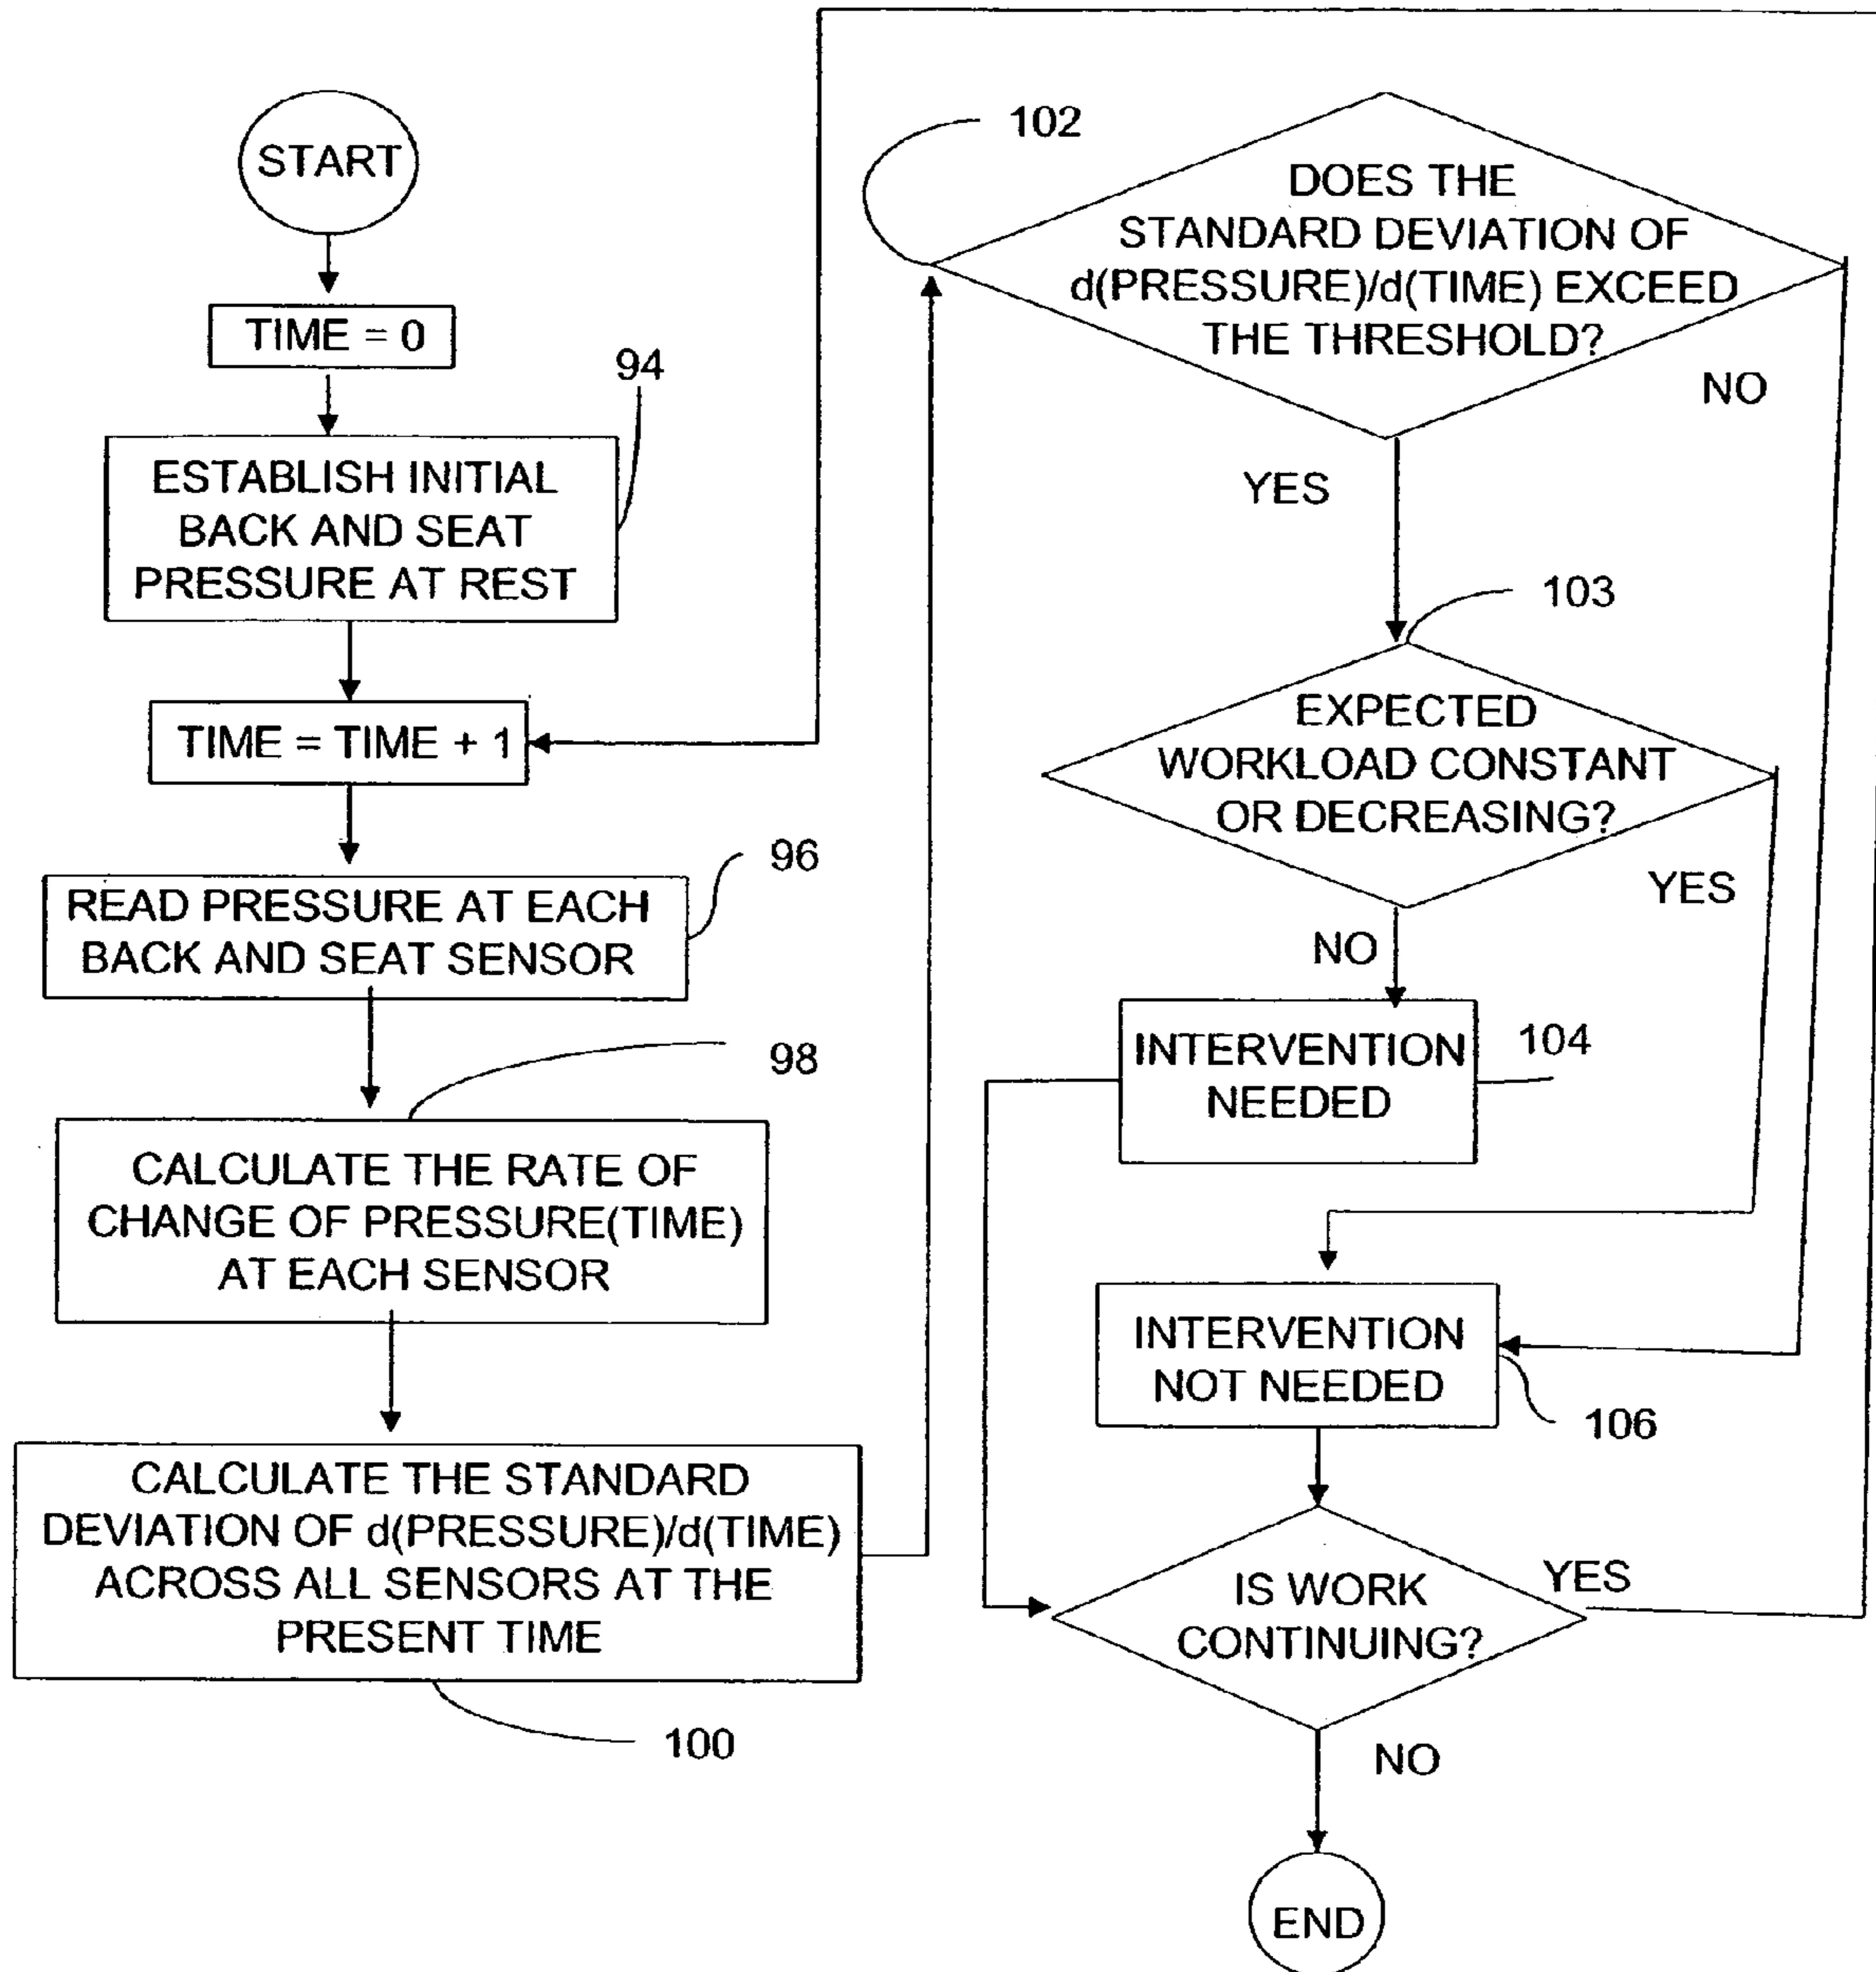 START
TIME = 0
94
ESTABLISH INITIAL
BACK AND SEAT
PRESSURE AT REST
TIME = TIME + 1
96
READ PRESSURE AT EACH
BACK AND SEAT SENSOR
98
CALCULATE THE RATE OF
CHANGE OF PRESSURE(TIME)
AT EACH SENSOR
CALCULATE THE STANDARD
DEVIATION OF d(PRESSURE)/d(TIME)
ACROSS ALL SENSORS AT THE
PRESENT TIME
100
102
DOES THE
STANDARD DEVIATION OF
d(PRESSURE)/d(TIME) EXCEED
THE THRESHOLD?
NO
YES
103
EXPECTED
WORKLOAD CONSTANT
OR DECREASING?
YES
NO
INTERVENTION
NEEDED
104
INTERVENTION
NOT NEEDED
106
IS WORK
CONTINUING?
YES
NO
END